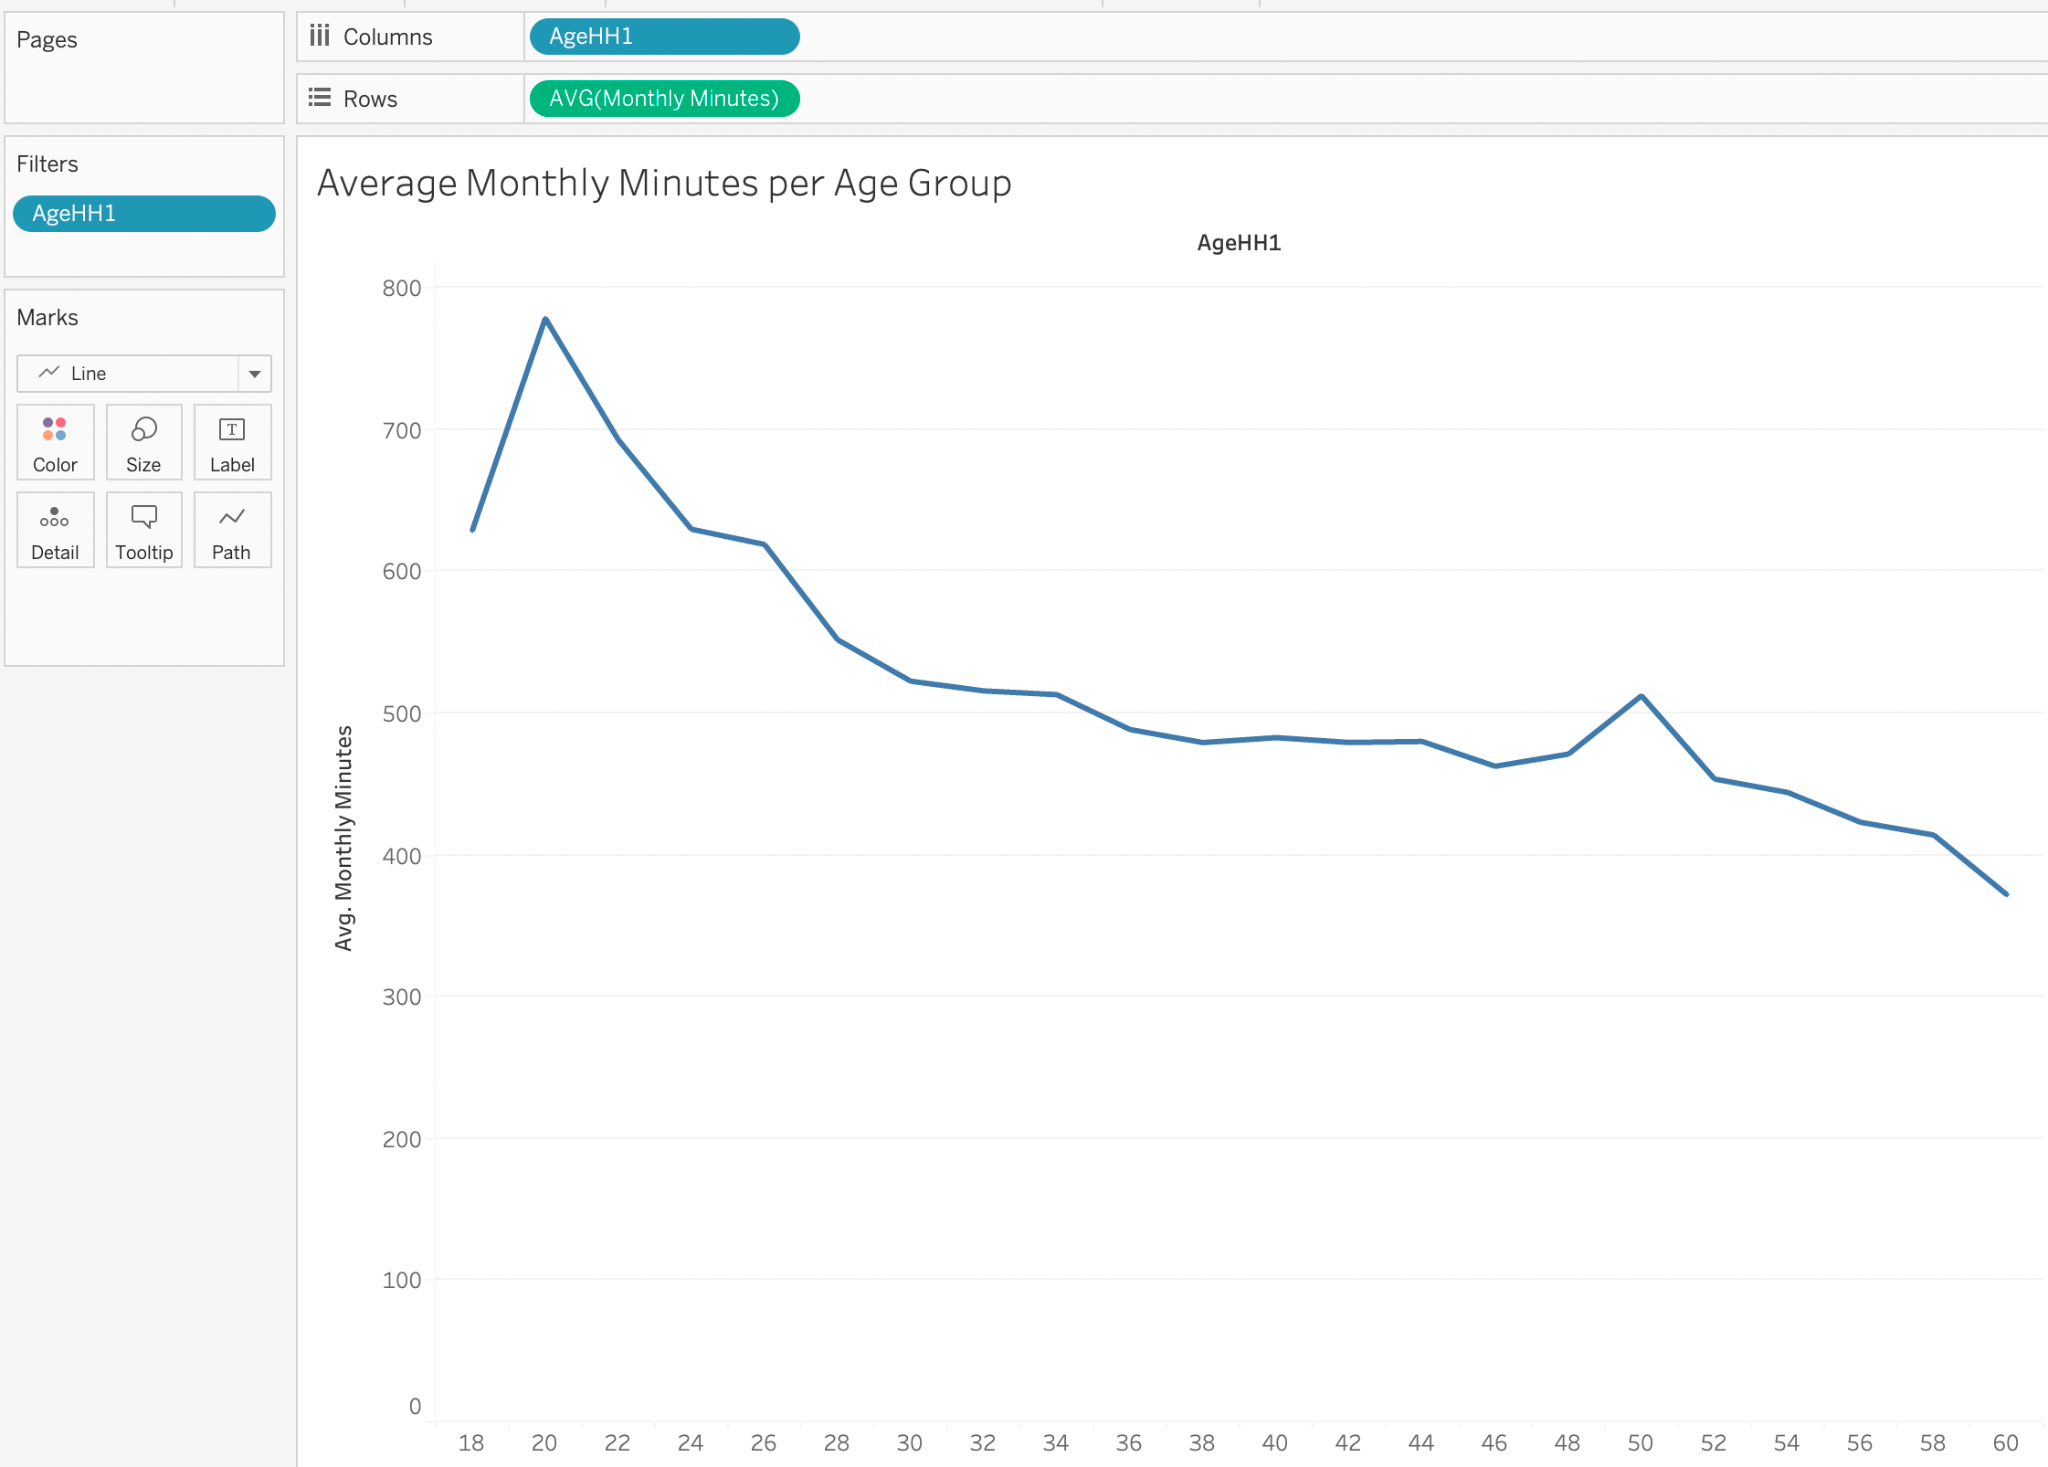 Pages
Columns
AgeHH1
Rows
AVG(Monthly Minutes)
Filters
AgeHH1
Marks
Line
Color
Size
T
Label
Detail
Tooltip
Path
Average Monthly Minutes per Age Group
AgeHH1
Avg. Monthly Minutes
800
700
600
500
400
300
200
100
0
18 20 22 24 26 28 30 32 34 36 38 40 42 44 46 48 50 52 54 56 58 60